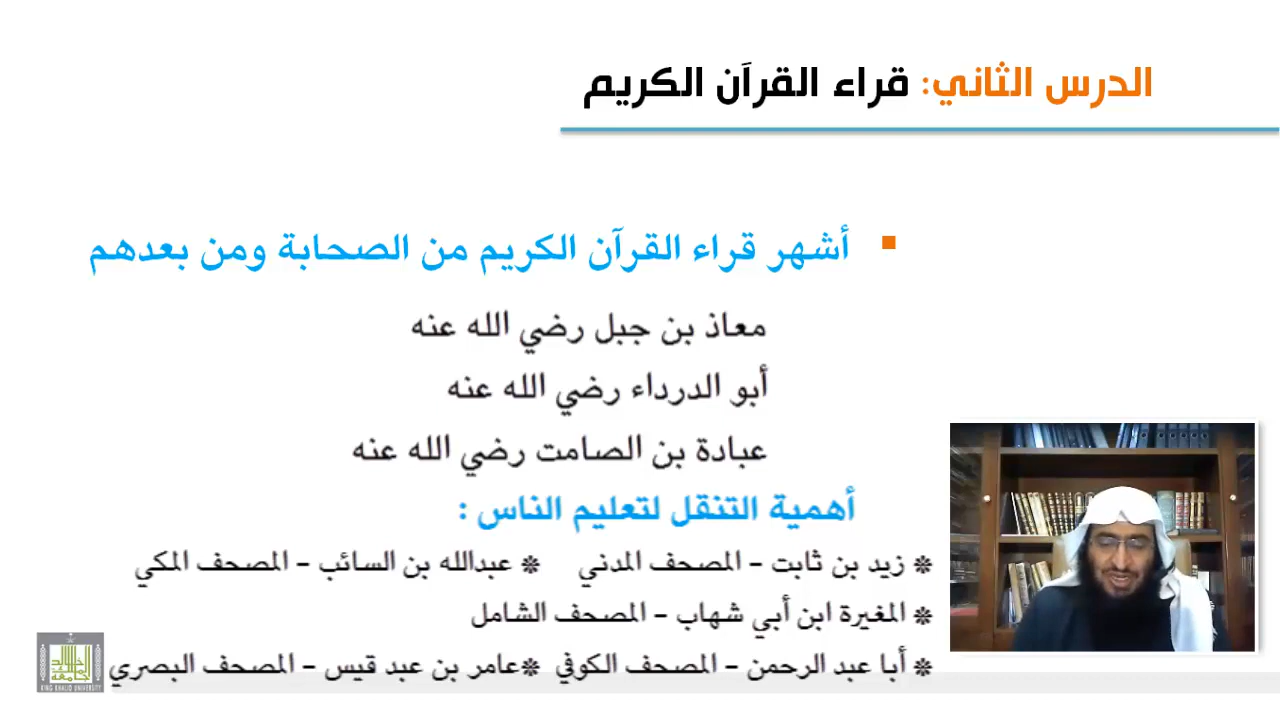 الدرس الثاني: قراء القرآن الكريم
▪ أشهر قراء القرآن الكريم من الصحابة ومن بعدهم
معاذ بن جبل رضي الله عنه
أبو الدرداء رضي الله عنه
عبادة بن الصامت رضي الله عنه
أهمية التنقل لتعليم الناس :
* زيد بن ثابت – المصحف المدني * عبدالله بن السائب – المصحف المكي
* المغيرة ابن أبي شهاب – المصحف الشامل
* أبا عبد الرحمن – المصحف الكوفي *عامر بن عبد قيس – المصحف البصري
KING KHALID UNIVERSITY